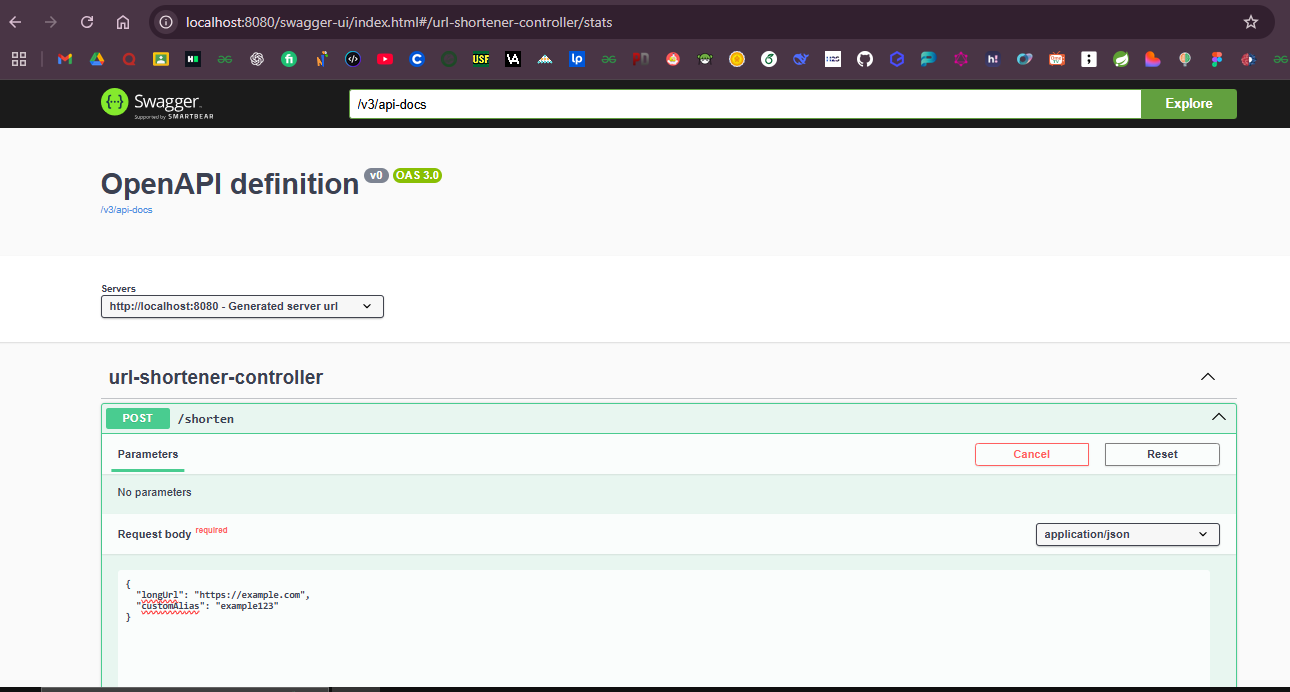 localhost:8080/swagger-ui/index.html#/url-shortener-controller/stats
Swagger
Supported by SMARTBEAR
/v3/api-docs
Explore
OpenAPI definition v0 OAS 3.0
/v3/api-docs
Servers
http://localhost:8080 - Generated server url
url-shortener-controller
POST /shorten
Parameters
Cancel
Reset
No parameters
Request body required
application/json
{
"longUrl": "https://example.com",
"customAlias": "example123"
}